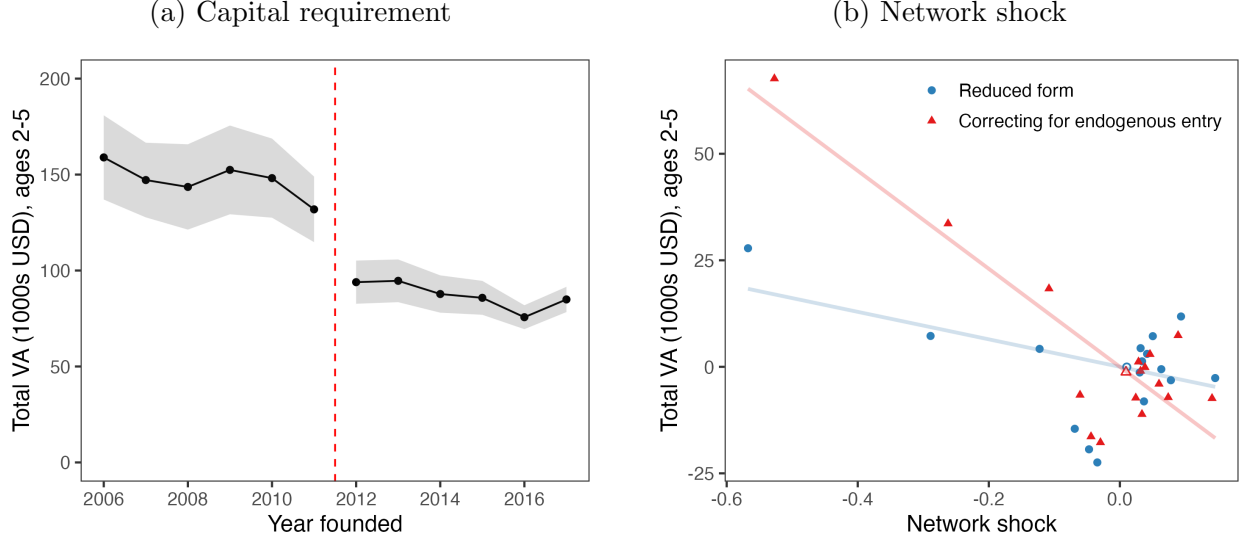 (a) Capital requirement
Total VA (1000s USD), ages 2-5
200
150
100
50
0
2006 2008 2010 2012 2014 2016
Year founded
(b) Network shock
Total VA (1000s USD), ages 2-5
Reduced form
Correcting for endogenous entry
50
25
0
-25
-0.6 -0.4 -0.2 0.0
Network shock